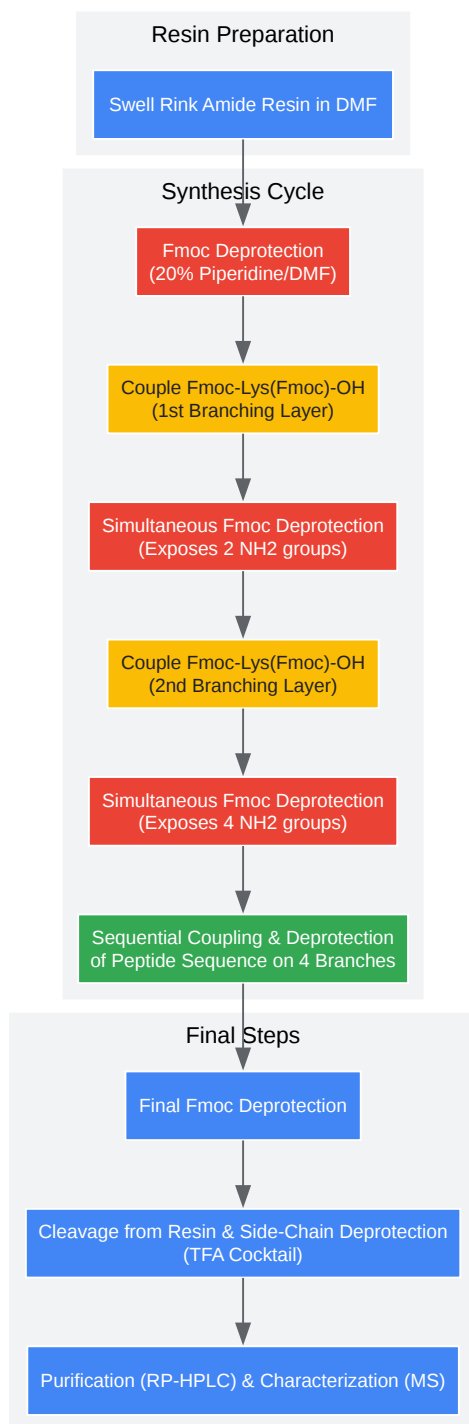 Resin Preparation
Swell Rink Amide Resin in DMF
Synthesis Cycle
Fmoc Deprotection
(20% Piperidine/DMF)
Couple Fmoc-Lys(Fmoc)-OH
(1st Branching Layer)
Simultaneous Fmoc Deprotection
(Exposes 2 NH2 groups)
Couple Fmoc-Lys(Fmoc)-OH
(2nd Branching Layer)
Simultaneous Fmoc Deprotection
(Exposes 4 NH2 groups)
Sequential Coupling & Deprotection
of Peptide Sequence on 4 Branches
Final Steps
Final Fmoc Deprotection
Cleavage from Resin & Side-Chain Deprotection
(TFA Cocktail)
Purification (RP-HPLC) & Characterization (MS)